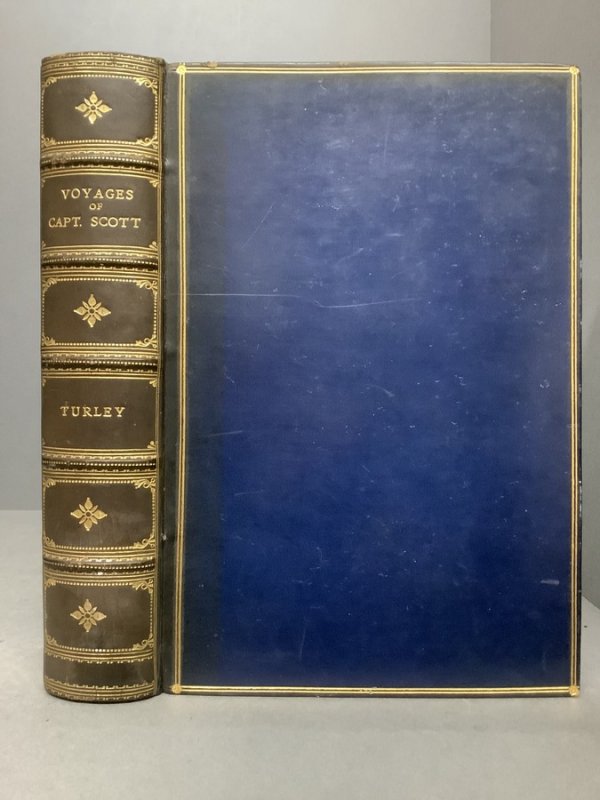 VOYAGES
OF
CAPT. SCOTT
TURLEY